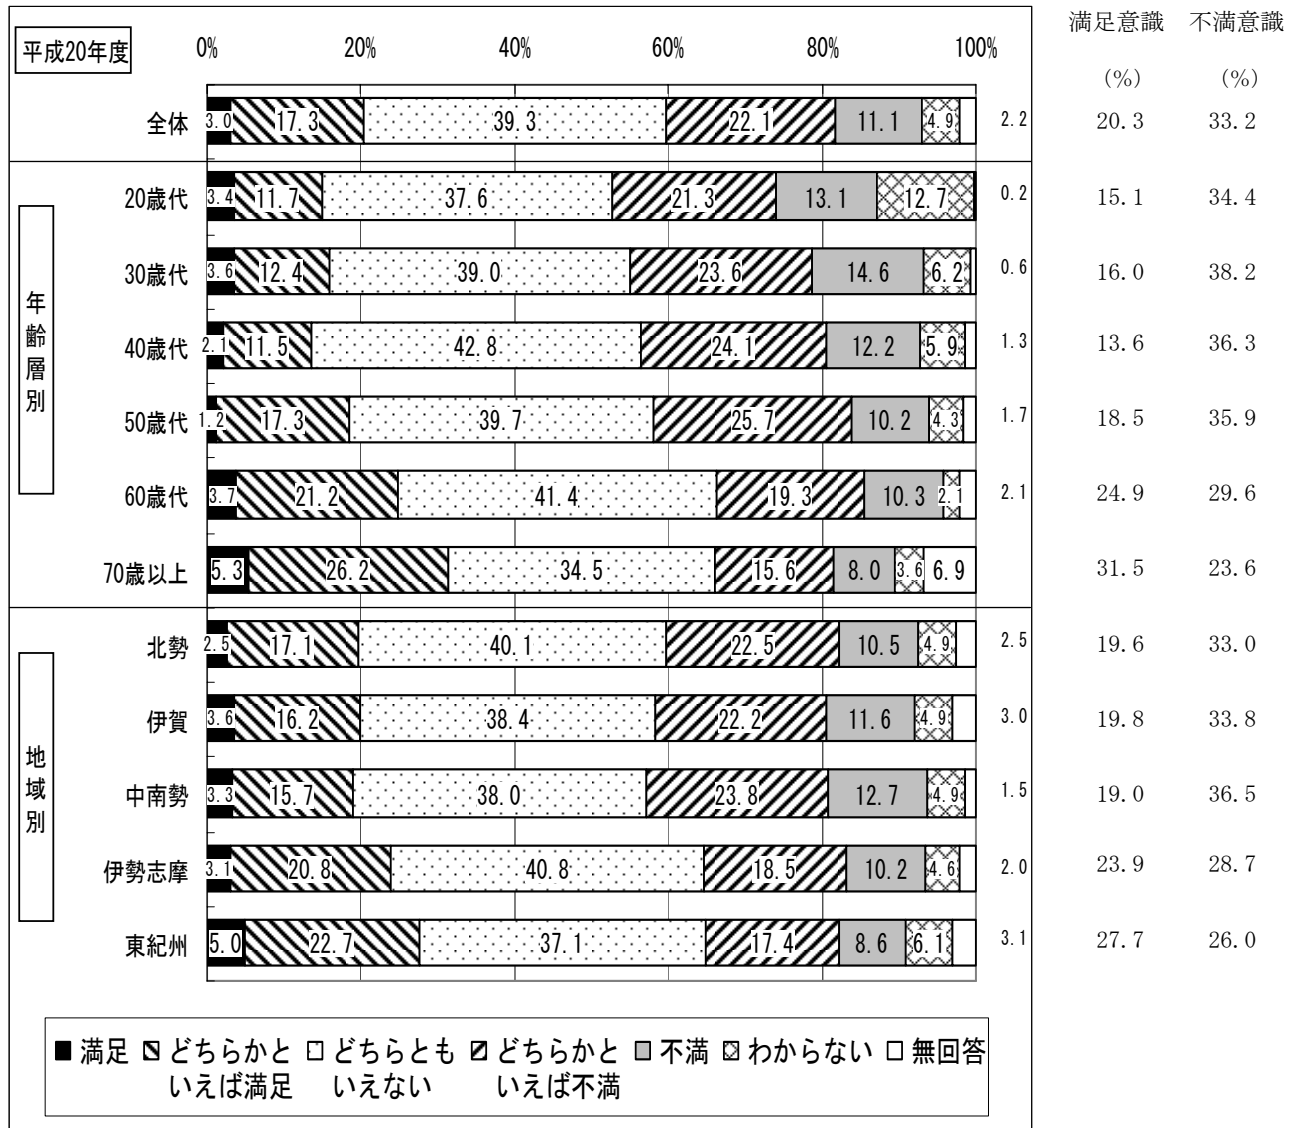 満足意識 不満意識
平成20年度 0% 20% 40% 60% 80% 100%
(%) (%)
全体 3.0 17.3 39.3 22.1 11.1 4.9 2.2 20.3 33.2
年齢層別
20歳代 3.4 11.7 37.6 21.3 13.1 12.7 0.2 15.1 34.4
30歳代 3.6 12.4 39.0 23.6 14.6 6.2 0.6 16.0 38.2
40歳代 2.1 11.5 42.8 24.1 12.2 5.9 1.3 13.6 36.3
50歳代 1.2 17.3 39.7 25.7 10.2 4.3 1.7 18.5 35.9
60歳代 3.7 21.2 41.4 19.3 10.3 2.1 2.1 24.9 29.6
70歳以上 5.3 26.2 34.5 15.6 8.0 3.6 6.9 31.5 23.6
地域別
北勢 2.5 17.1 40.1 22.5 10.5 4.9 2.5 19.6 33.0
伊賀 3.6 16.2 38.4 22.2 11.6 4.9 3.0 19.8 33.8
中南勢 3.3 15.7 38.0 23.8 12.7 4.9 1.5 19.0 36.5
伊勢志摩 3.1 20.8 40.8 18.5 10.2 4.6 2.0 23.9 28.7
東紀州 5.0 22.7 37.1 17.4 8.6 6.1 3.1 27.7 26.0
満足 どちらかと どちらとも どちらかと 不満 わからない 無回答
いえば満足 いえない いえば不満